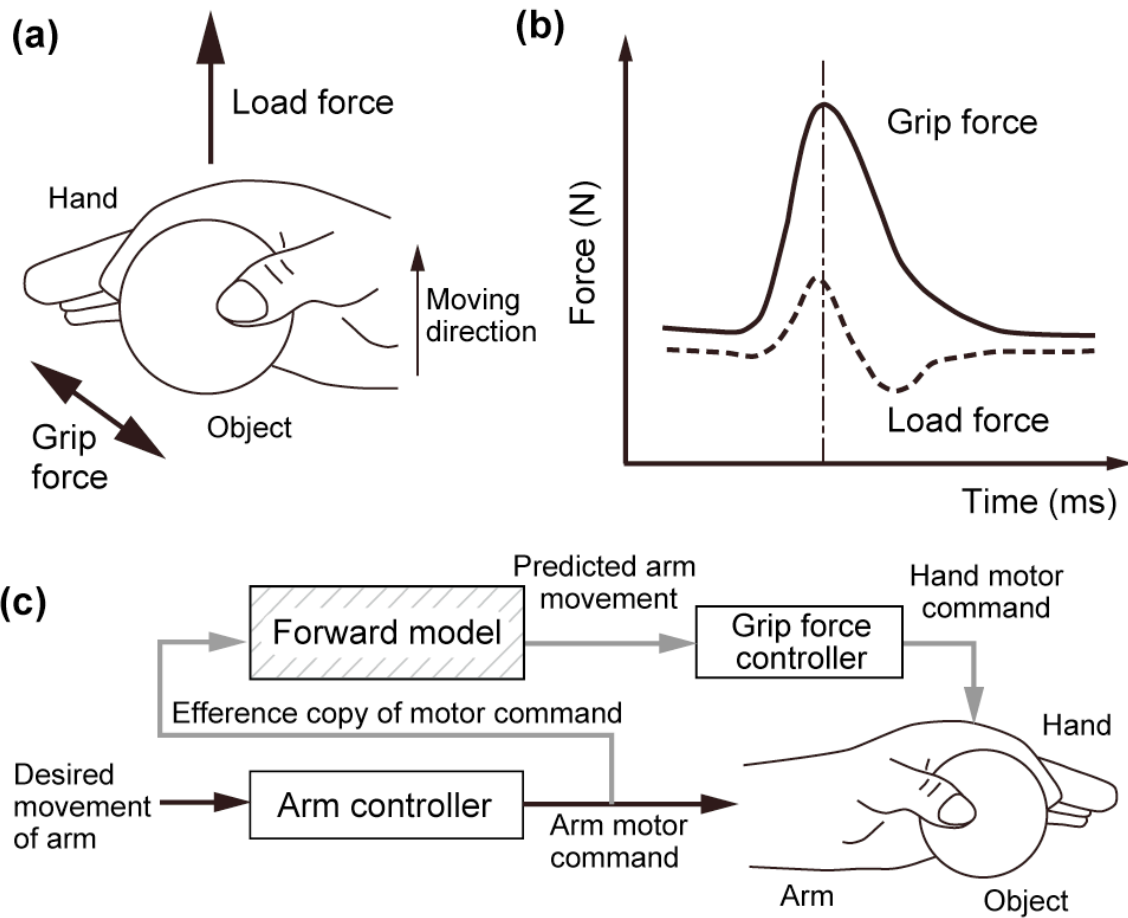 (a)
Load force
Hand
Moving
direction
Grip
force
Object
(b)
Force (N)
Grip force
Load force
Time (ms)
(c)
Forward model
Predicted arm
movement
Grip force
controller
Hand motor
command
Efference copy of motor command
Desired
movement
of arm
Arm controller
Arm motor
command
Hand
Arm
Object